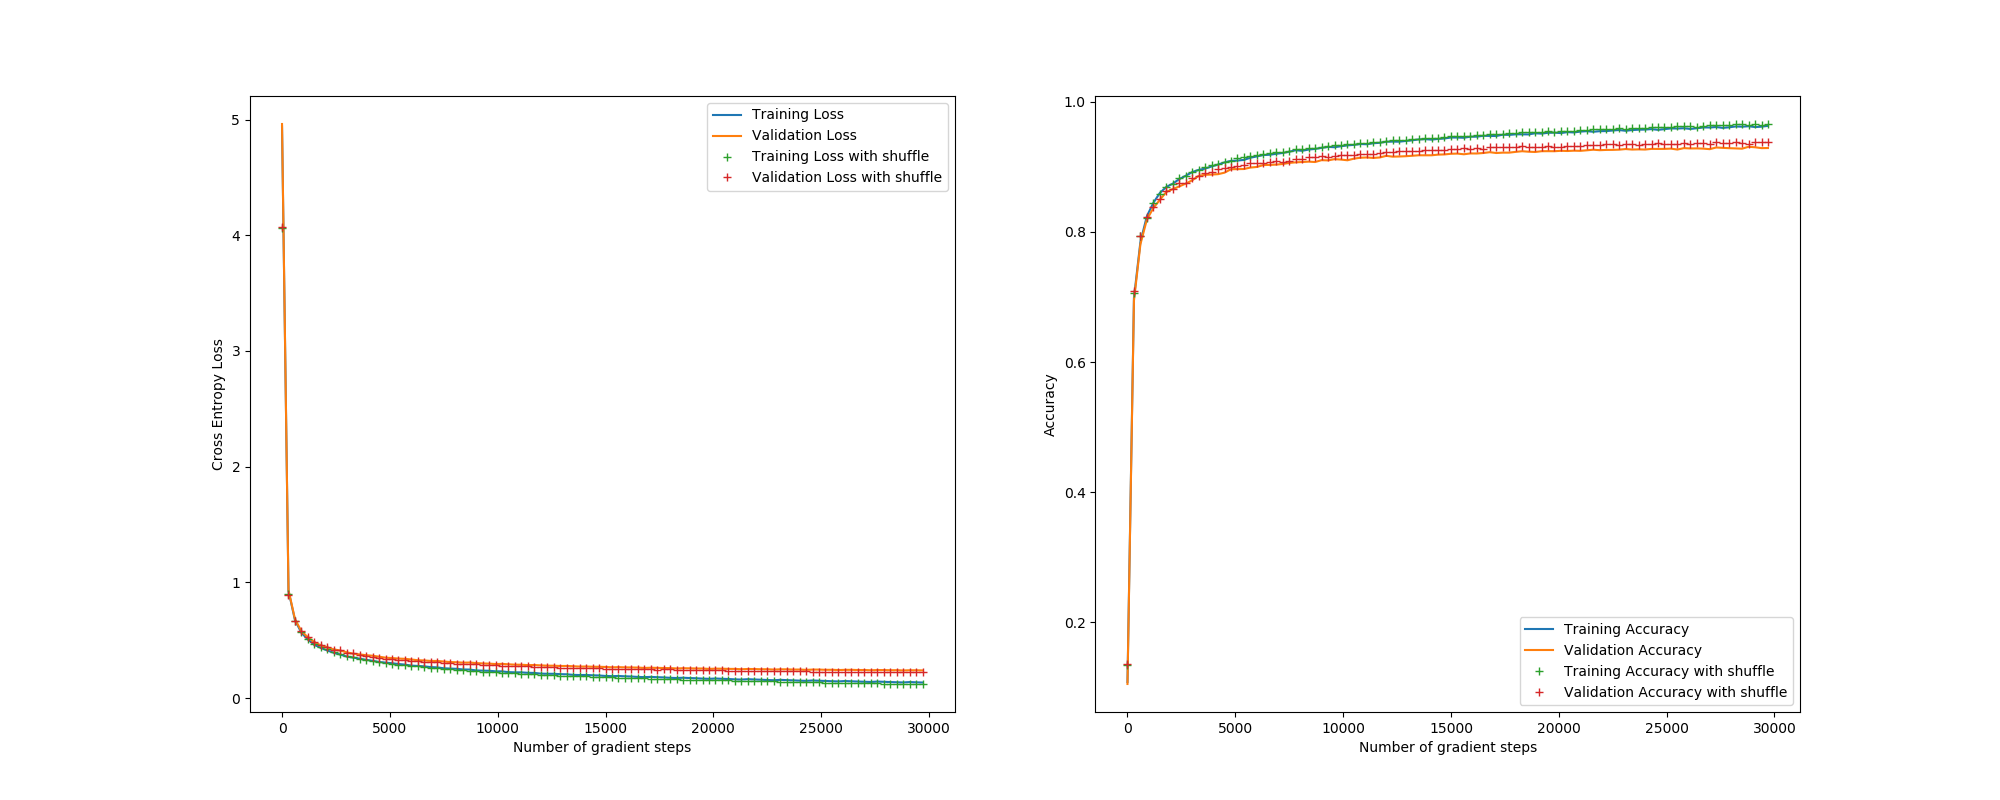 5
4
3
2
1
0
Cross Entropy Loss
Training Loss
Validation Loss
Training Loss with shuffle
Validation Loss with shuffle
0 5000 10000 15000 20000 25000 30000
Number of gradient steps
1.0
0.8
0.6
0.4
0.2
Accuracy
Training Accuracy
Validation Accuracy
Training Accuracy with shuffle
Validation Accuracy with shuffle
0 5000 10000 15000 20000 25000 30000
Number of gradient steps